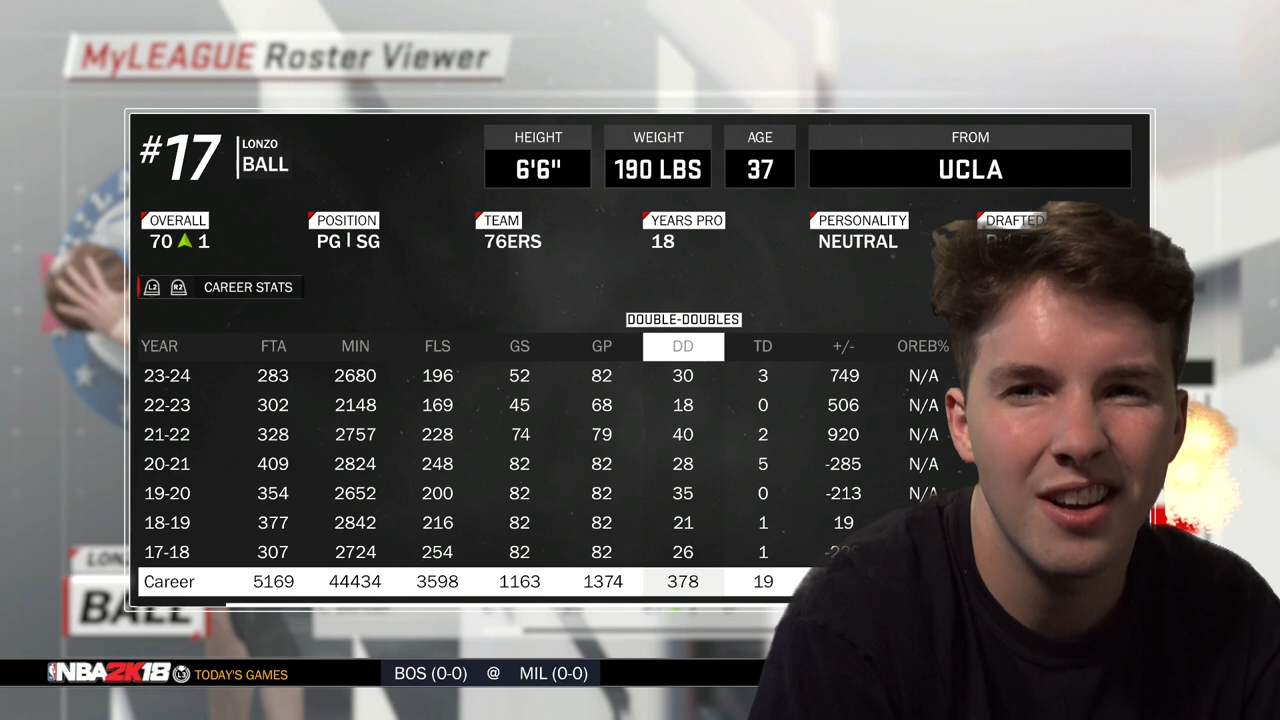 MyLEAGUE Roster Viewer
#17 LONZO BALL
HEIGHT WEIGHT AGE FROM
6'6" 190 LBS 37 UCLA
OVERALL POSITION TEAM YEARS PRO PERSONALITY DRAFTED
70 1 PG | SG 76ERS 18 NEUTRAL
L2 R2 CAREER STATS
DOUBLE-DOUBLES
YEAR FTA MIN FLS GS GP DD TD +/- OREB%
23-24 283 2680 196 52 82 30 3 749 N/A
22-23 302 2148 169 45 68 18 0 506 N/A
21-22 328 2757 228 74 79 40 2 920 N/A
20-21 409 2824 248 82 82 28 5 -285 N/A
19-20 354 2652 200 82 82 35 0 -213 N/A
18-19 377 2842 216 82 82 21 1 19
17-18 307 2724 254 82 82 26 1
Career 5169 44434 3598 1163 1374 378 19
BALL
NBA 2K18 TODAY'S GAMES BOS (0-0) @ MIL (0-0)